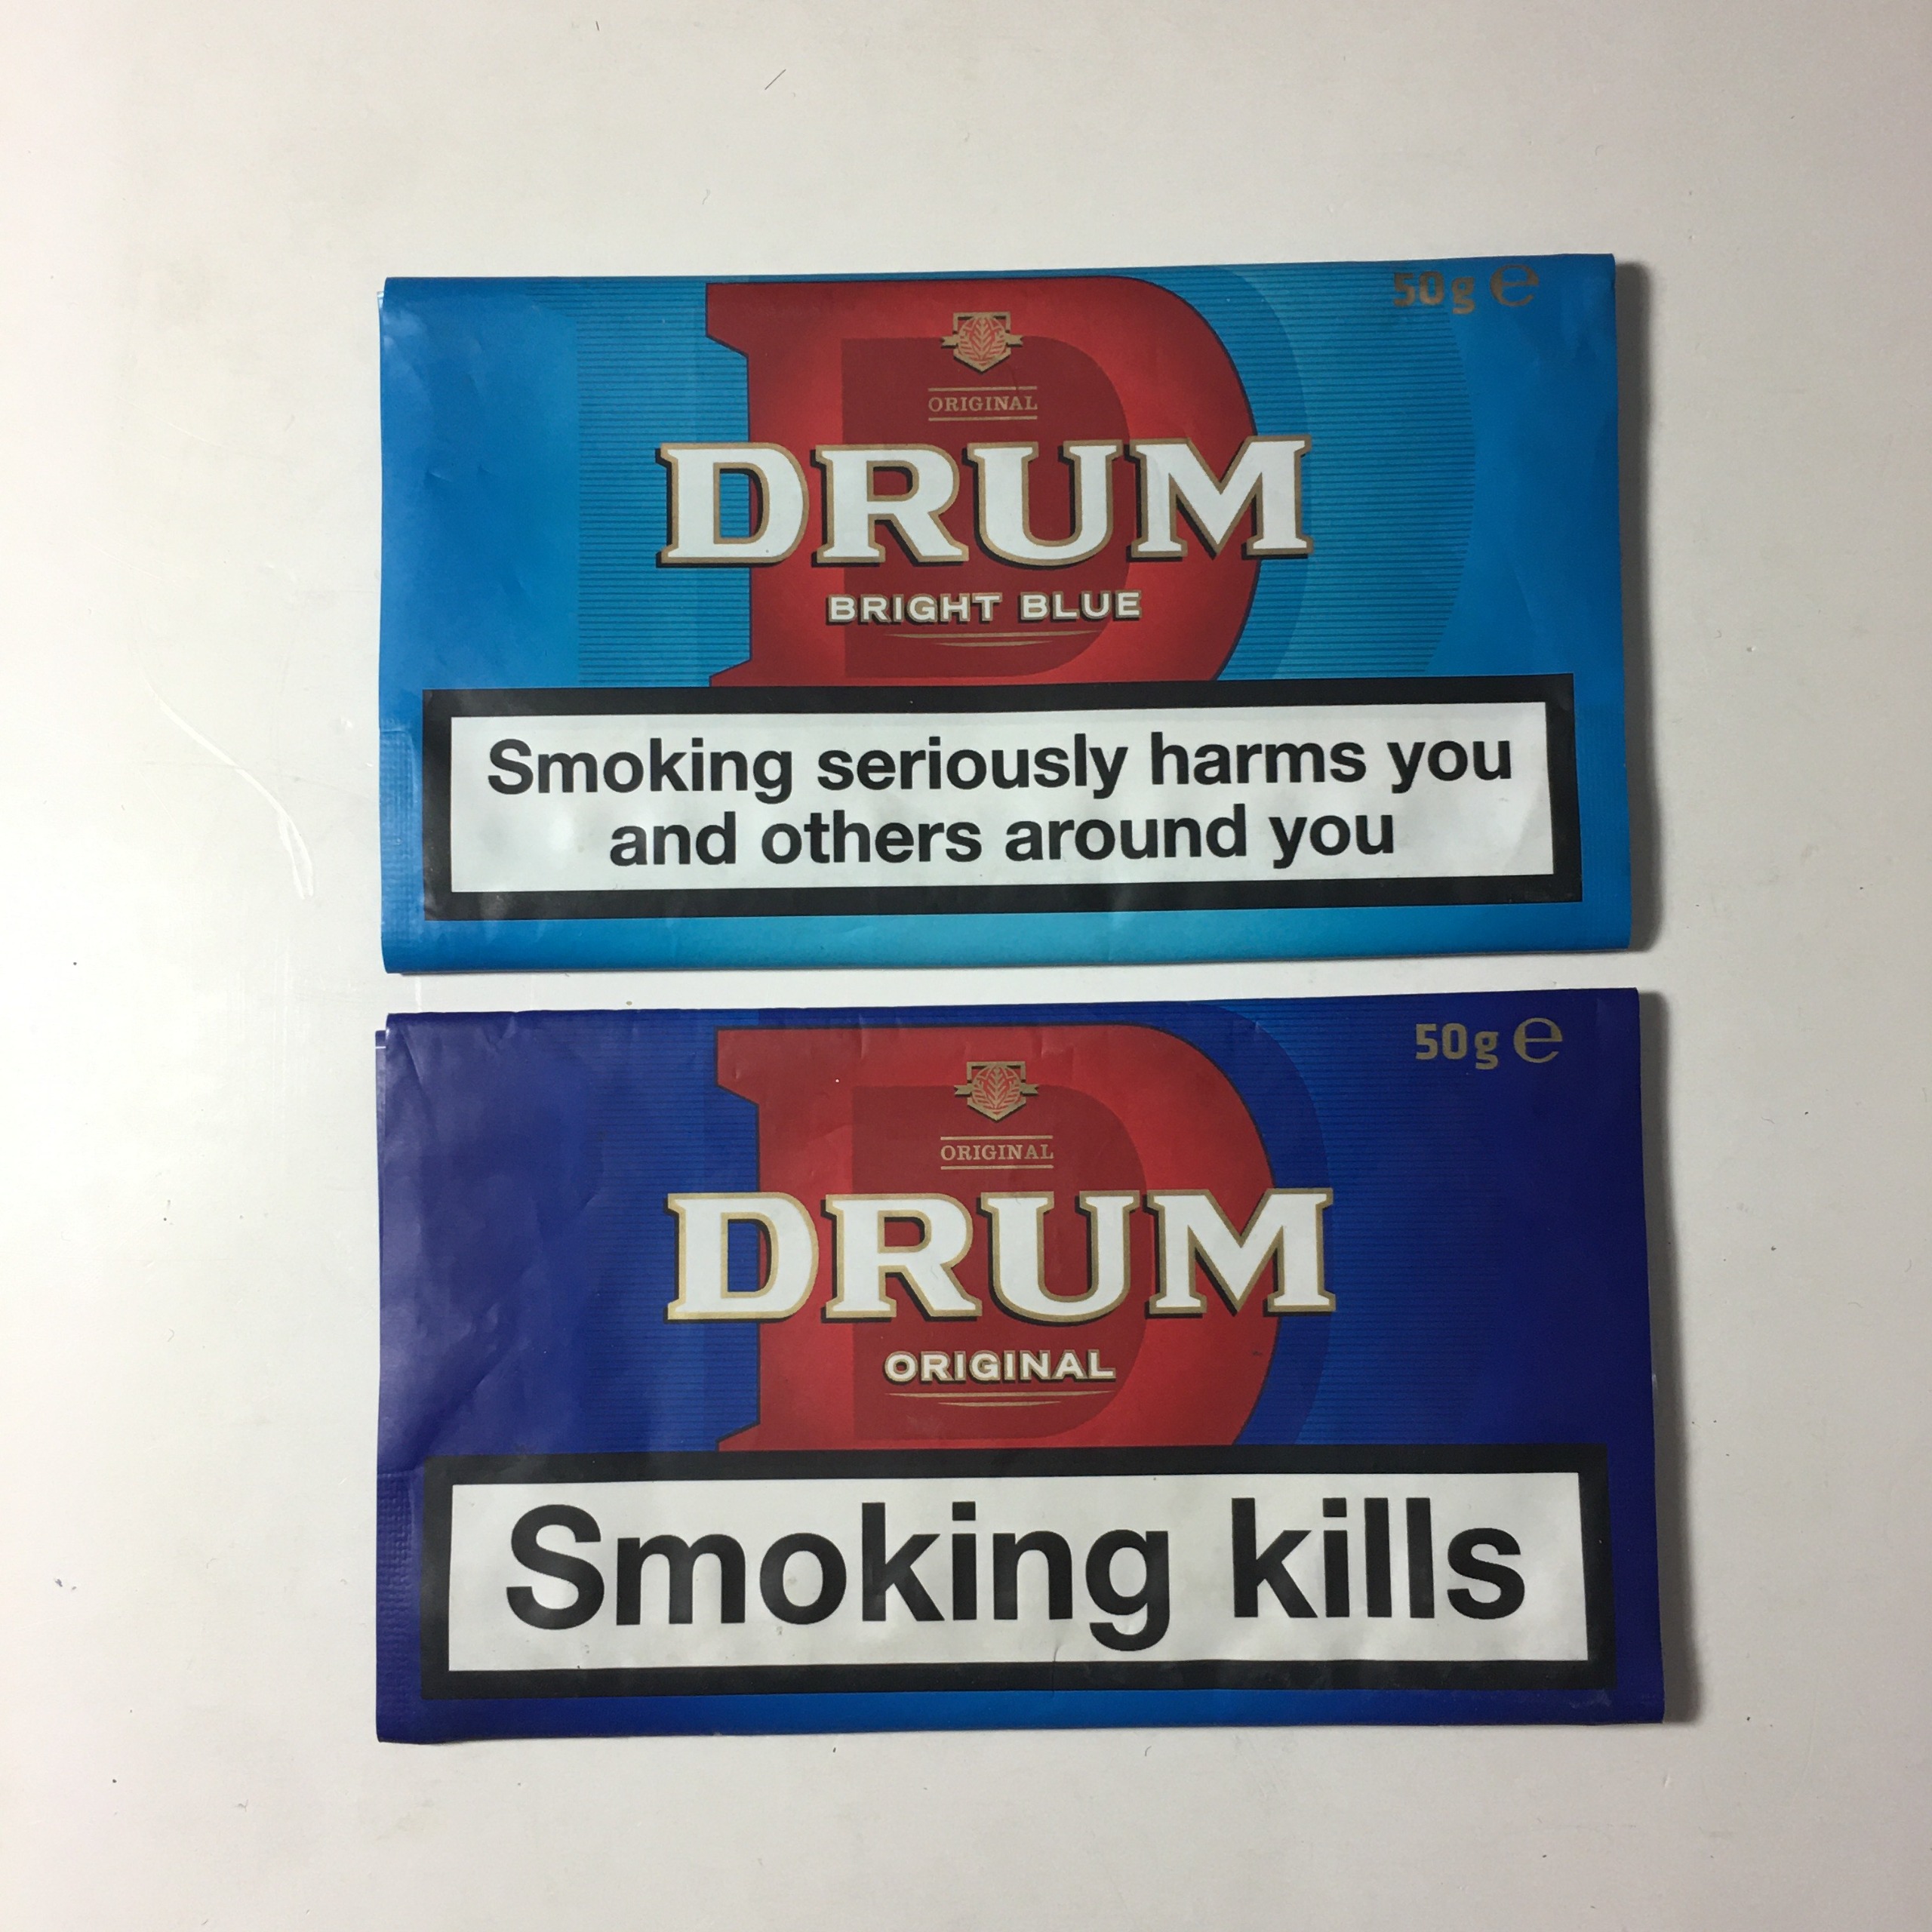 50g ℮
ORIGINAL
DRUM
BRIGHT BLUE
Smoking seriously harms you
and others around you
50g ℮
ORIGINAL
DRUM
ORIGINAL
Smoking kills